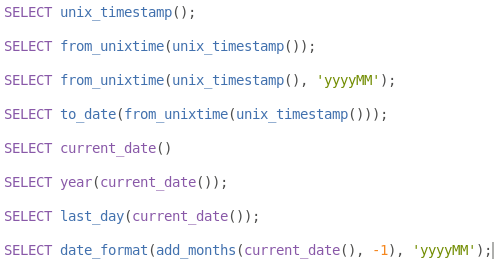 SELECT unix_timestamp();
SELECT from_unixtime(unix_timestamp());
SELECT from_unixtime(unix_timestamp(), 'yyyyMM');
SELECT to_date(from_unixtime(unix_timestamp()));
SELECT current_date()
SELECT year(current_date());
SELECT last_day(current_date());
SELECT date_format(add_months(current_date(), -1), 'yyyyMM');